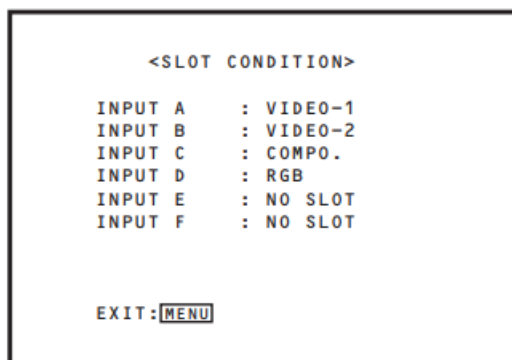 <SLOT CONDITION>
INPUT A : VIDEO-1
INPUT B : VIDEO-2
INPUT C : COMPO.
INPUT D : RGB
INPUT E : NO SLOT
INPUT F : NO SLOT
EXIT:MENU